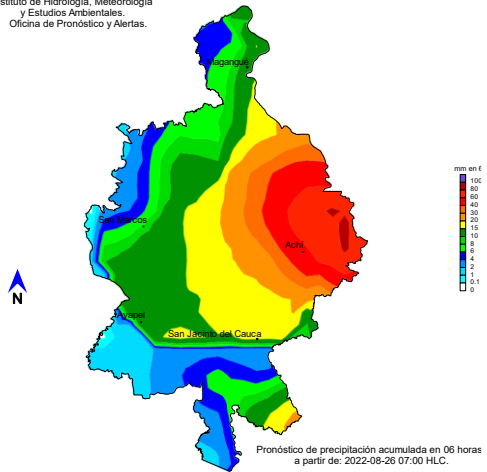 stituto de Hidrología, Meteorología
y Estudios Ambientales.
Oficina de Pronóstico y Alertas.
Magangué
San Marcos
Achí
Ayapel
San Jacinto del Cauca
N
mm en 6
100
80
60
40
30
20
15
10
6
4
2
1
0.1
0
Pronóstico de precipitación acumulada en 06 horas
a partir de: 2022-08-26 07:00 HLC.